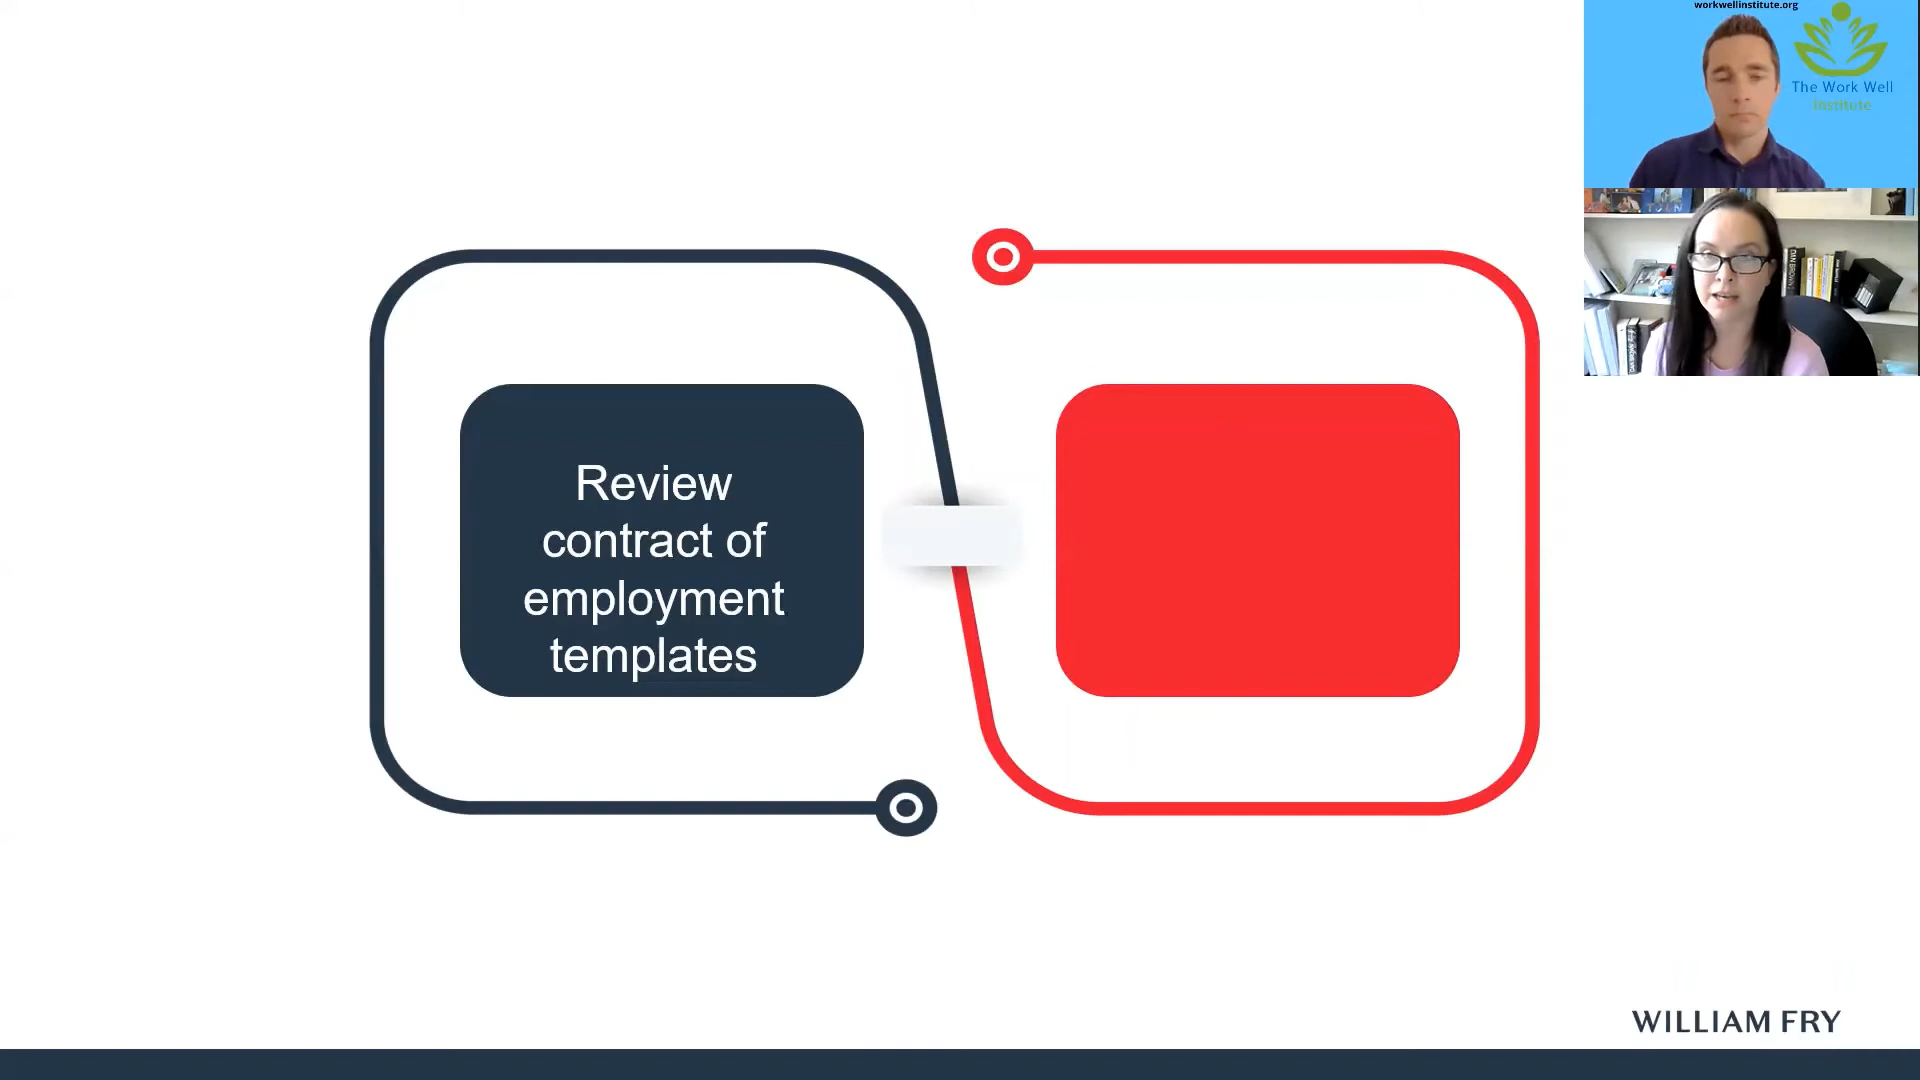 workwellinstitute.org
The Work Well
Institute
Review
contract of
employment
templates
WILLIAM FRY